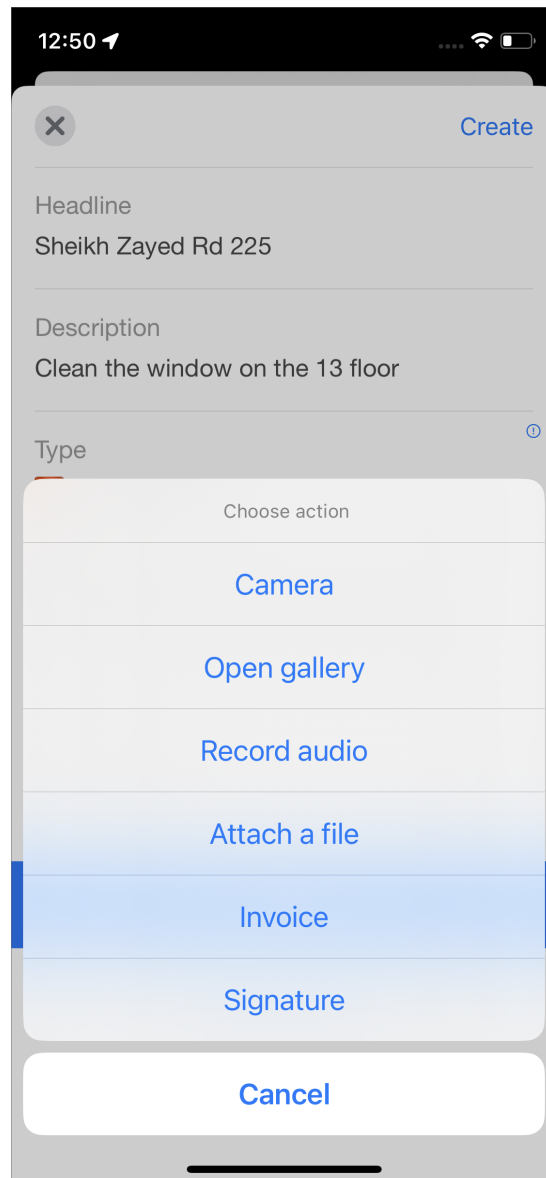 12:50
Create
Headline
Sheikh Zayed Rd 225
Description
Clean the window on the 13 floor
Type
Choose action
Camera
Open gallery
Record audio
Attach a file
Invoice
Signature
Cancel